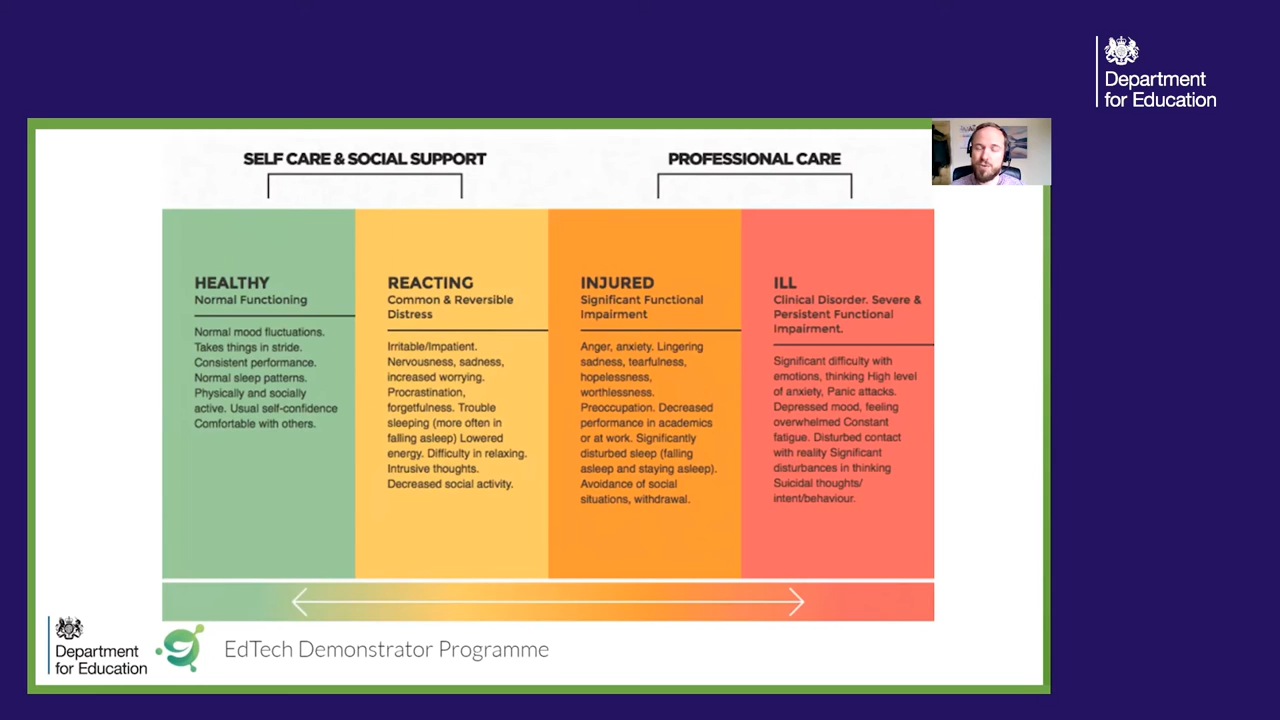 Department
for Education
SELF CARE & SOCIAL SUPPORT
PROFESSIONAL CARE
HEALTHY
Normal Functioning
Normal mood fluctuations.
Takes things in stride.
Consistent performance.
Normal sleep patterns.
Physically and socially
active. Usual self-confidence
Comfortable with others.
REACTING
Common & Reversible
Distress
Irritable/Impatient.
Nervousness, sadness,
increased worrying.
Procrastination,
forgetfulness. Trouble
sleeping (more often in
falling asleep) Lowered
energy. Difficulty in relaxing.
Intrusive thoughts.
Decreased social activity.
INJURED
Significant Functional
Impairment
Anger, anxiety. Lingering
sadness, tearfulness,
hopelessness,
worthlessness.
Preoccupation. Decreased
performance in academics
or at work. Significantly
disturbed sleep (falling
asleep and staying asleep).
Avoidance of social
situations, withdrawal.
ILL
Clinical Disorder. Severe &
Persistent Functional
Impairment.
Significant difficulty with
emotions, thinking High level
of anxiety, Panic attacks.
Depressed mood, feeling
overwhelmed Constant
fatigue. Disturbed contact
with reality Significant
disturbances in thinking
Suicidal thoughts/
intent/behaviour.
Department
for Education
EdTech Demonstrator Programme